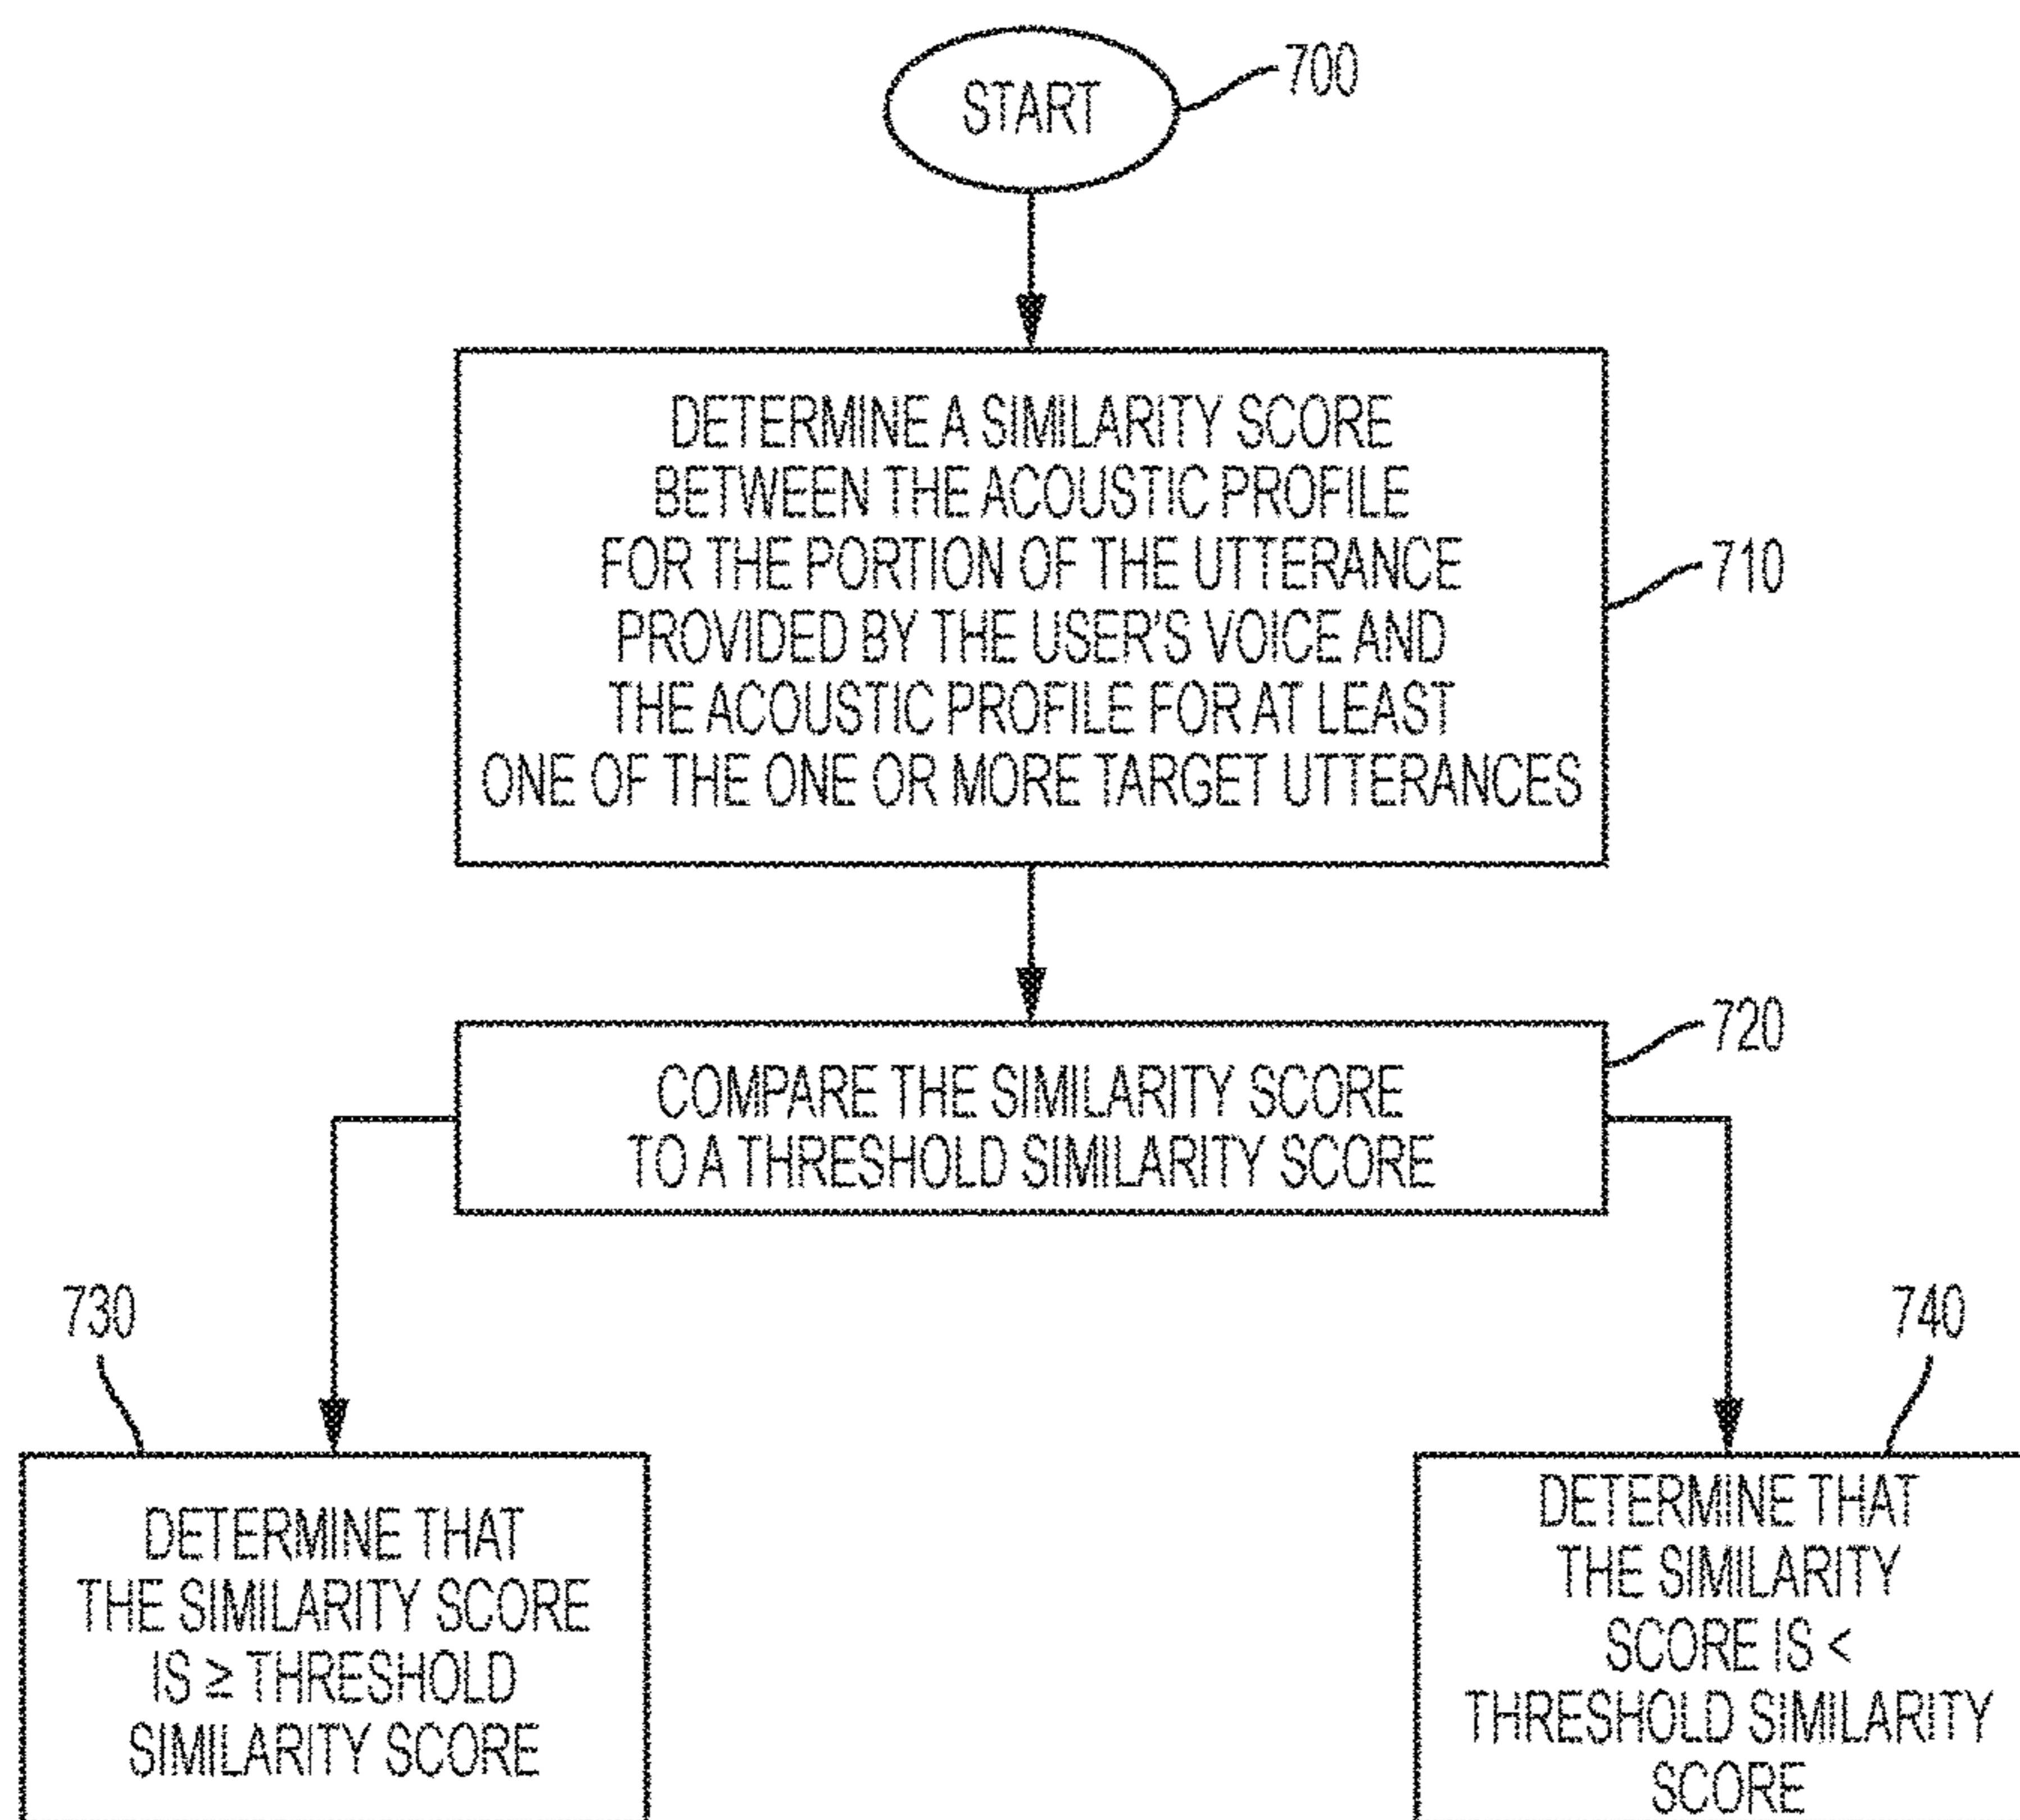 START
700
DETERMINE A SIMILARITY SCORE
BETWEEN THE ACOUSTIC PROFILE
FOR THE PORTION OF THE UTTERANCE
PROVIDED BY THE USER'S VOICE AND
THE ACOUSTIC PROFILE FOR AT LEAST
ONE OF THE ONE OR MORE TARGET UTTERANCES
710
720
COMPARE THE SIMILARITY SCORE
TO A THRESHOLD SIMILARITY SCORE
730
DETERMINE THAT
THE SIMILARITY SCORE
IS ≥ THRESHOLD
SIMILARITY SCORE
740
DETERMINE THAT
THE SIMILARITY
SCORE IS <
THRESHOLD SIMILARITY
SCORE